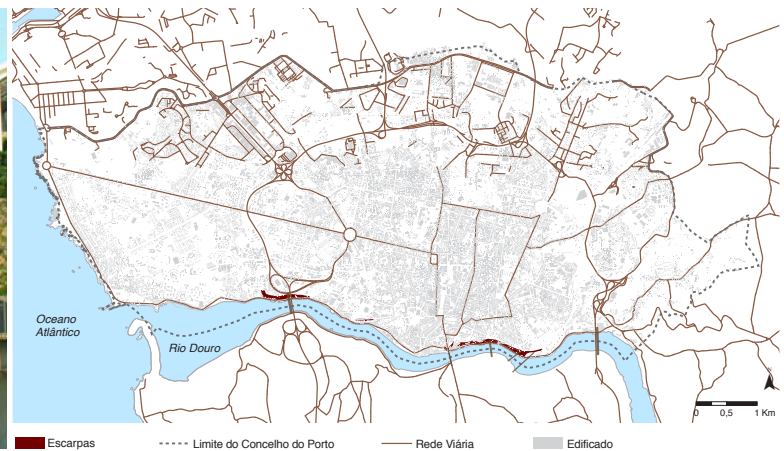 Oceano
Atlântico
Rio Douro
N
0 0,5 1 Km
Escarpas Limite do Concelho do Porto Rede Viária Edificado